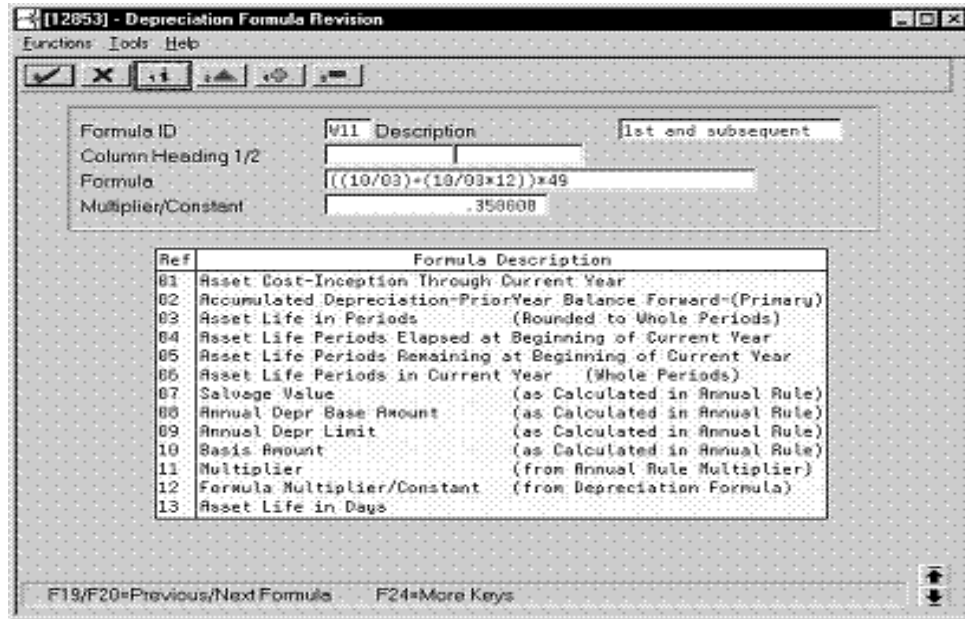 [12853] - Depreciation Formula Revision
Functions Tools Help
Formula ID W11 Description 1st and subsequent
Column Heading 1/2
Formula ((10/03)+(10/03*12))*49
Multiplier/Constant .350000
Ref Formula Description
01 Asset Cost-Inception Through Current Year
02 Accumulated Depreciation-PriorYear Balance Forward-(Primary)
03 Asset Life in Periods (Rounded to Whole Periods)
04 Asset Life Periods Elapsed at Beginning of Current Year
05 Asset Life Periods Remaining at Beginning of Current Year
06 Asset Life Periods in Current Year (Whole Periods)
07 Salvage Value (as Calculated in Annual Rule)
08 Annual Depr Base Amount (as Calculated in Annual Rule)
09 Annual Depr Limit (as Calculated in Annual Rule)
10 Basis Amount (as Calculated in Annual Rule)
11 Multiplier (from Annual Rule Multiplier)
12 Formula Multiplier/Constant (from Depreciation Formula)
13 Asset Life in Days
F19/F20=Previous/Next Formula F24=More Keys